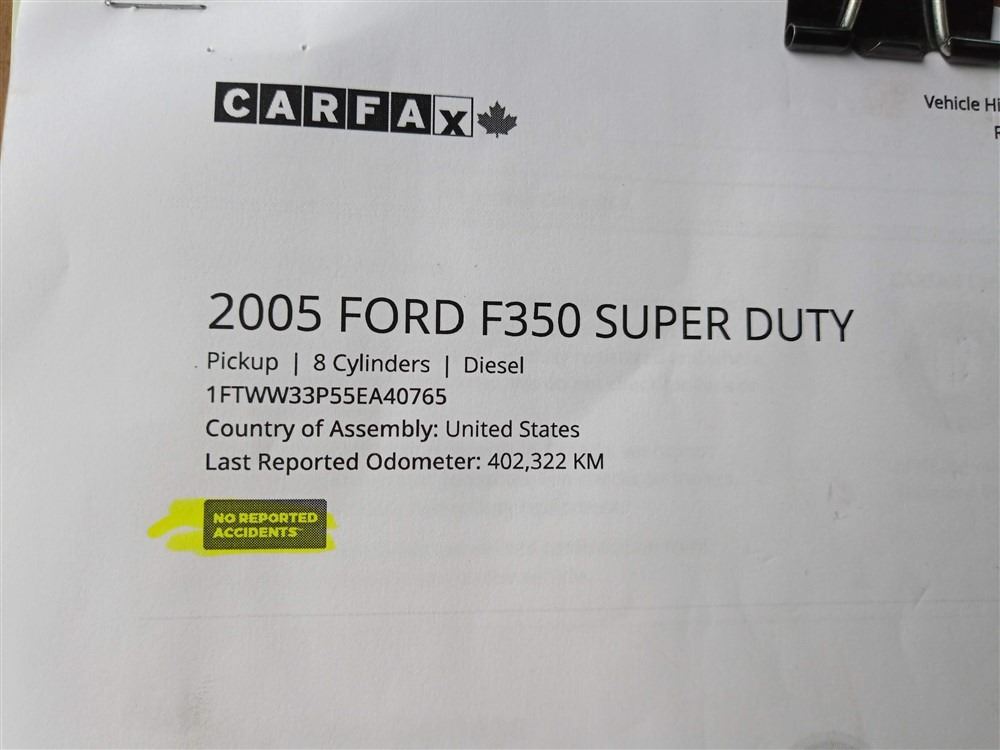 CARFAX
Vehicle Hi
2005 FORD F350 SUPER DUTY
Pickup | 8 Cylinders | Diesel
1FTWW33P55EA40765
Country of Assembly: United States
Last Reported Odometer: 402,322 KM
NO REPORTED
ACCIDENTS™